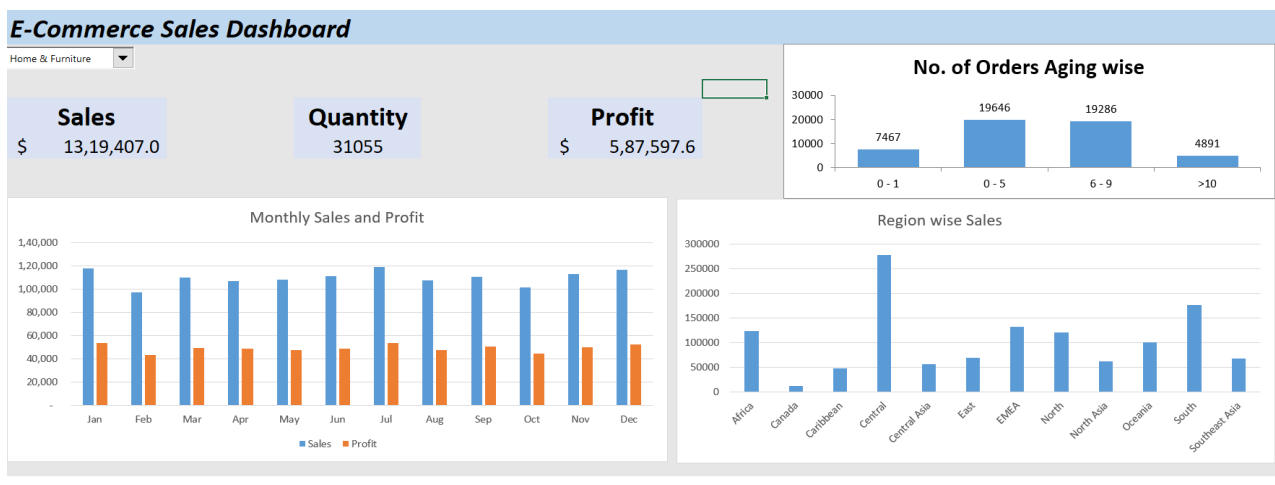 E-Commerce Sales Dashboard
Home & Furniture
Sales
$ 13,19,407.0
Quantity
31055
Profit
$ 5,87,597.6
No. of Orders Aging wise
30000
20000
10000
0
7467
19646
19286
4891
0 - 1
0 - 5
6 - 9
>10
Monthly Sales and Profit
1,40,000
1,20,000
1,00,000
80,000
60,000
40,000
20,000
-
Jan Feb Mar Apr May Jun Jul Aug Sep Oct Nov Dec
Sales Profit
Region wise Sales
300000
250000
200000
150000
100000
50000
0
Africa
Canada
Caribbean
Central
Central Asia
East
EMEA
North
North Asia
Oceania
South
Southeast Asia